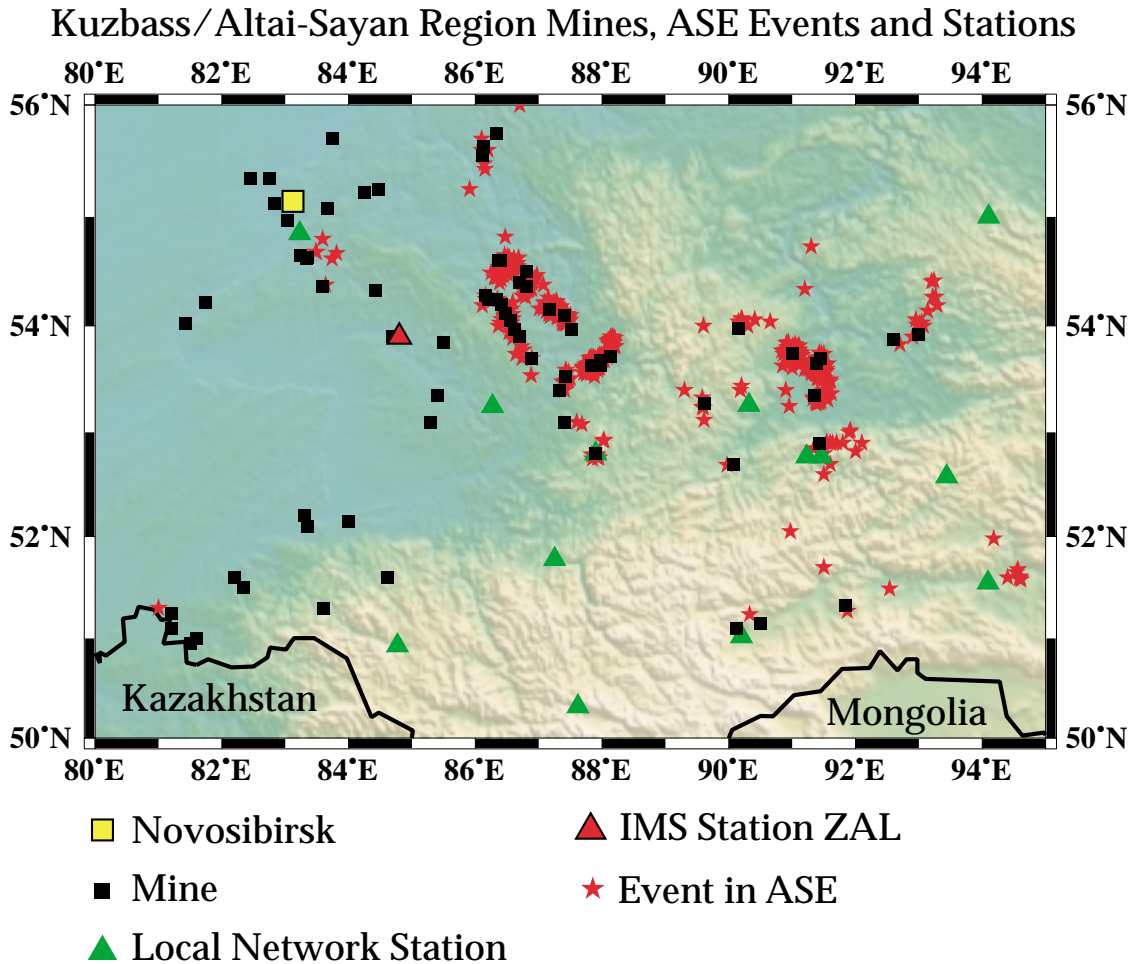 Kuzbass/Altai-Sayan Region Mines, ASE Events and Stations
80˚E 82˚E 84˚E 86˚E 88˚E 90˚E 92˚E 94˚E
56˚N 56˚N
54˚N 54˚N
52˚N 52˚N
Kazakhstan Mongolia
50˚N 50˚N
80˚E 82˚E 84˚E 86˚E 88˚E 90˚E 92˚E 94˚E
Novosibirsk IMS Station ZAL
Mine Event in ASE
Local Network Station